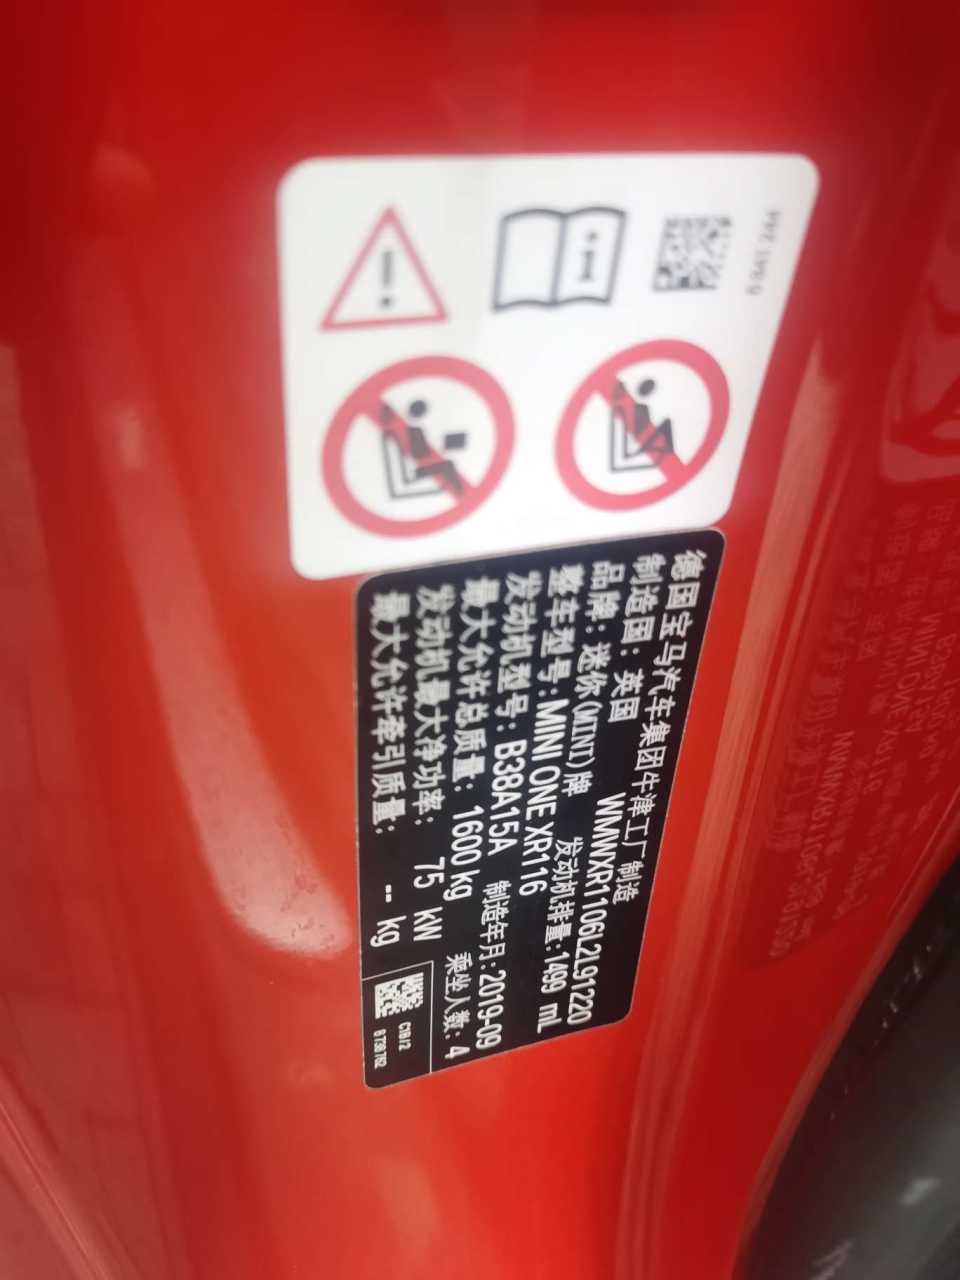 6 841 244
德国宝马汽车集团牛津工厂制造
制造国：英国 WMWXR1106L2L91220
品牌：迷你(MINI)牌
整车型号：MINI ONE XR116 发动机排量：1499 mL
发动机型号：B38A15A
最大允许总质量：1600 kg 制造年月：2019-09
发动机最大净功率：75 kW 乘坐人数：4
最大允许牵引质量：-- kg